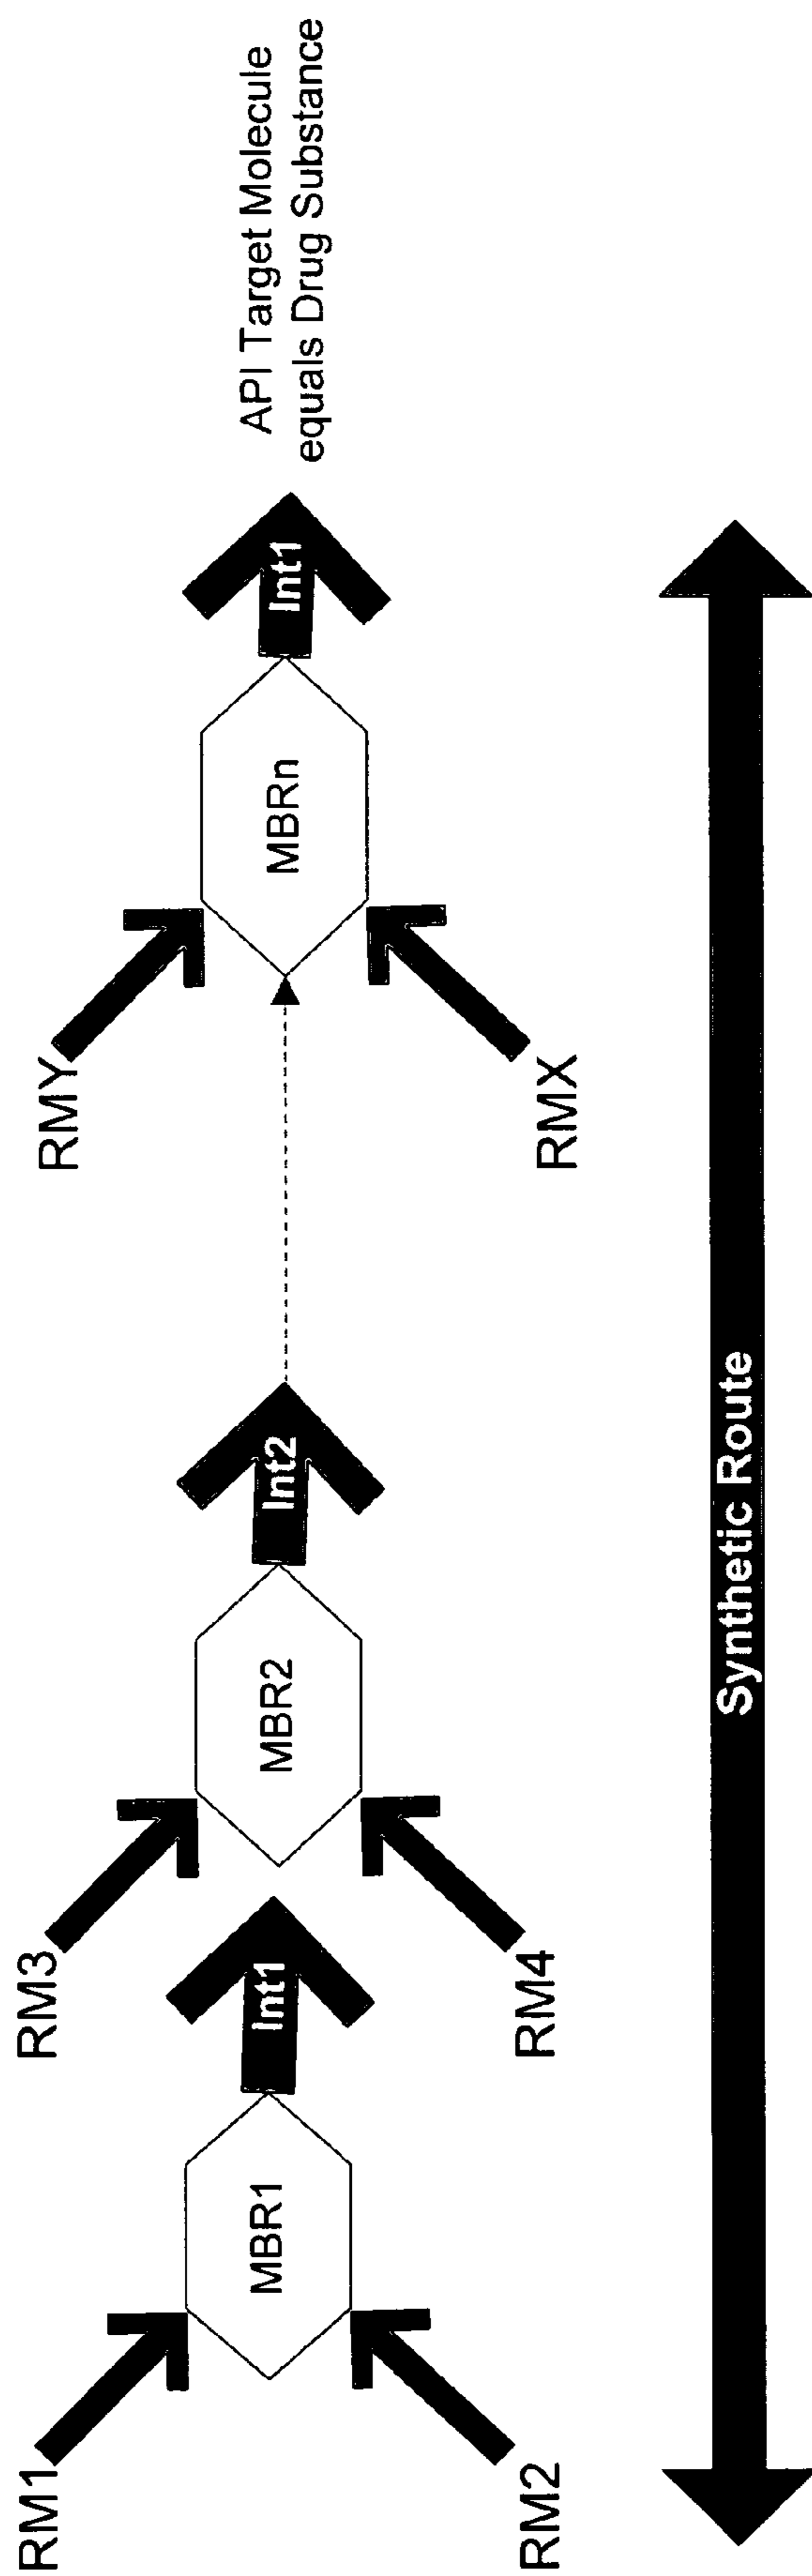 RM1
RM3
RMY
MBR1
Int1
MBR2
Int2
MBRn
Int1
API Target Molecule
equals Drug Substance
RM2
RM4
RMX
Synthetic Route